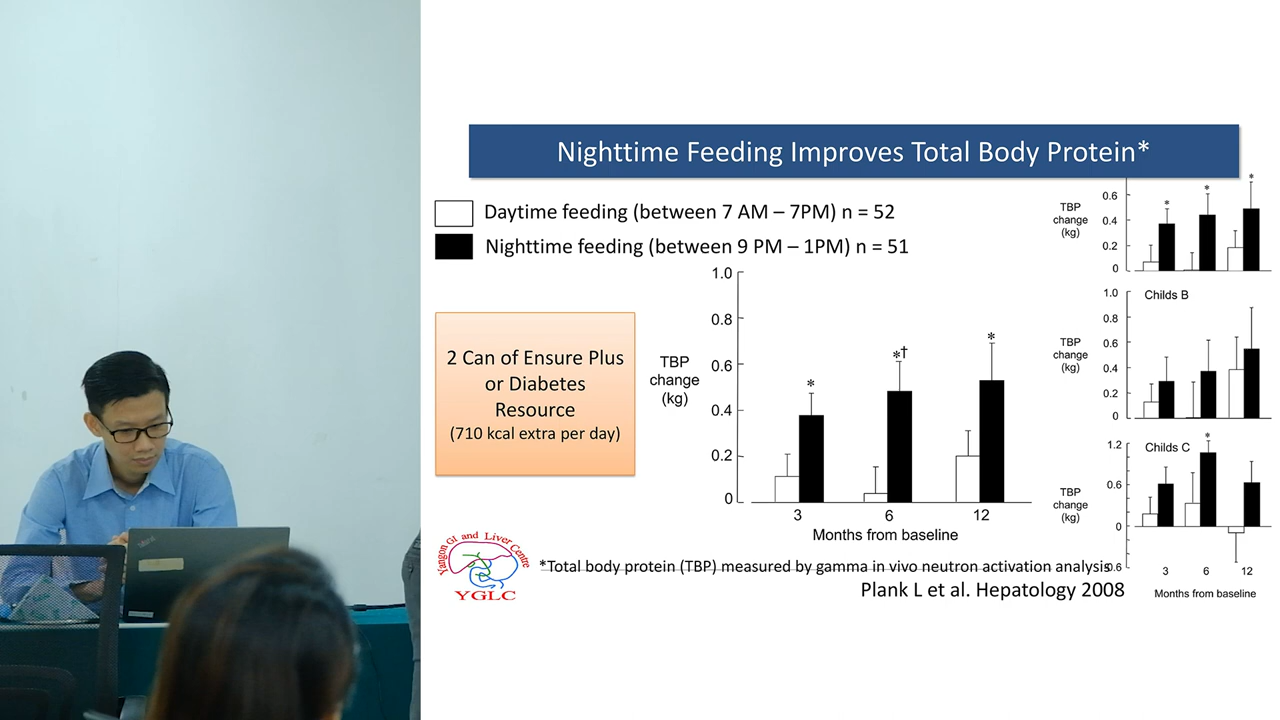 Nighttime Feeding Improves Total Body Protein*
Daytime feeding (between 7 AM – 7PM) n = 52
Nighttime feeding (between 9 PM – 1PM) n = 51
2 Can of Ensure Plus
or Diabetes
Resource
(710 kcal extra per day)
TBP
change
(kg)
1.0
0.8
0.6
0.4
0.2
0
*
*†
*
3 6 12
Months from baseline
TBP
change
(kg)
0.6
0.4
0.2
0
* * *
Childs B
TBP
change
(kg)
1.0
0.8
0.6
0.4
0.2
0
Childs C
TBP
change
(kg)
1.2
0.6
0
0.6
*
3 6 12
Months from baseline
Yangon GI and Liver Centre
YGLC
*Total body protein (TBP) measured by gamma in vivo neutron activation analysis
Plank L et al. Hepatology 2008